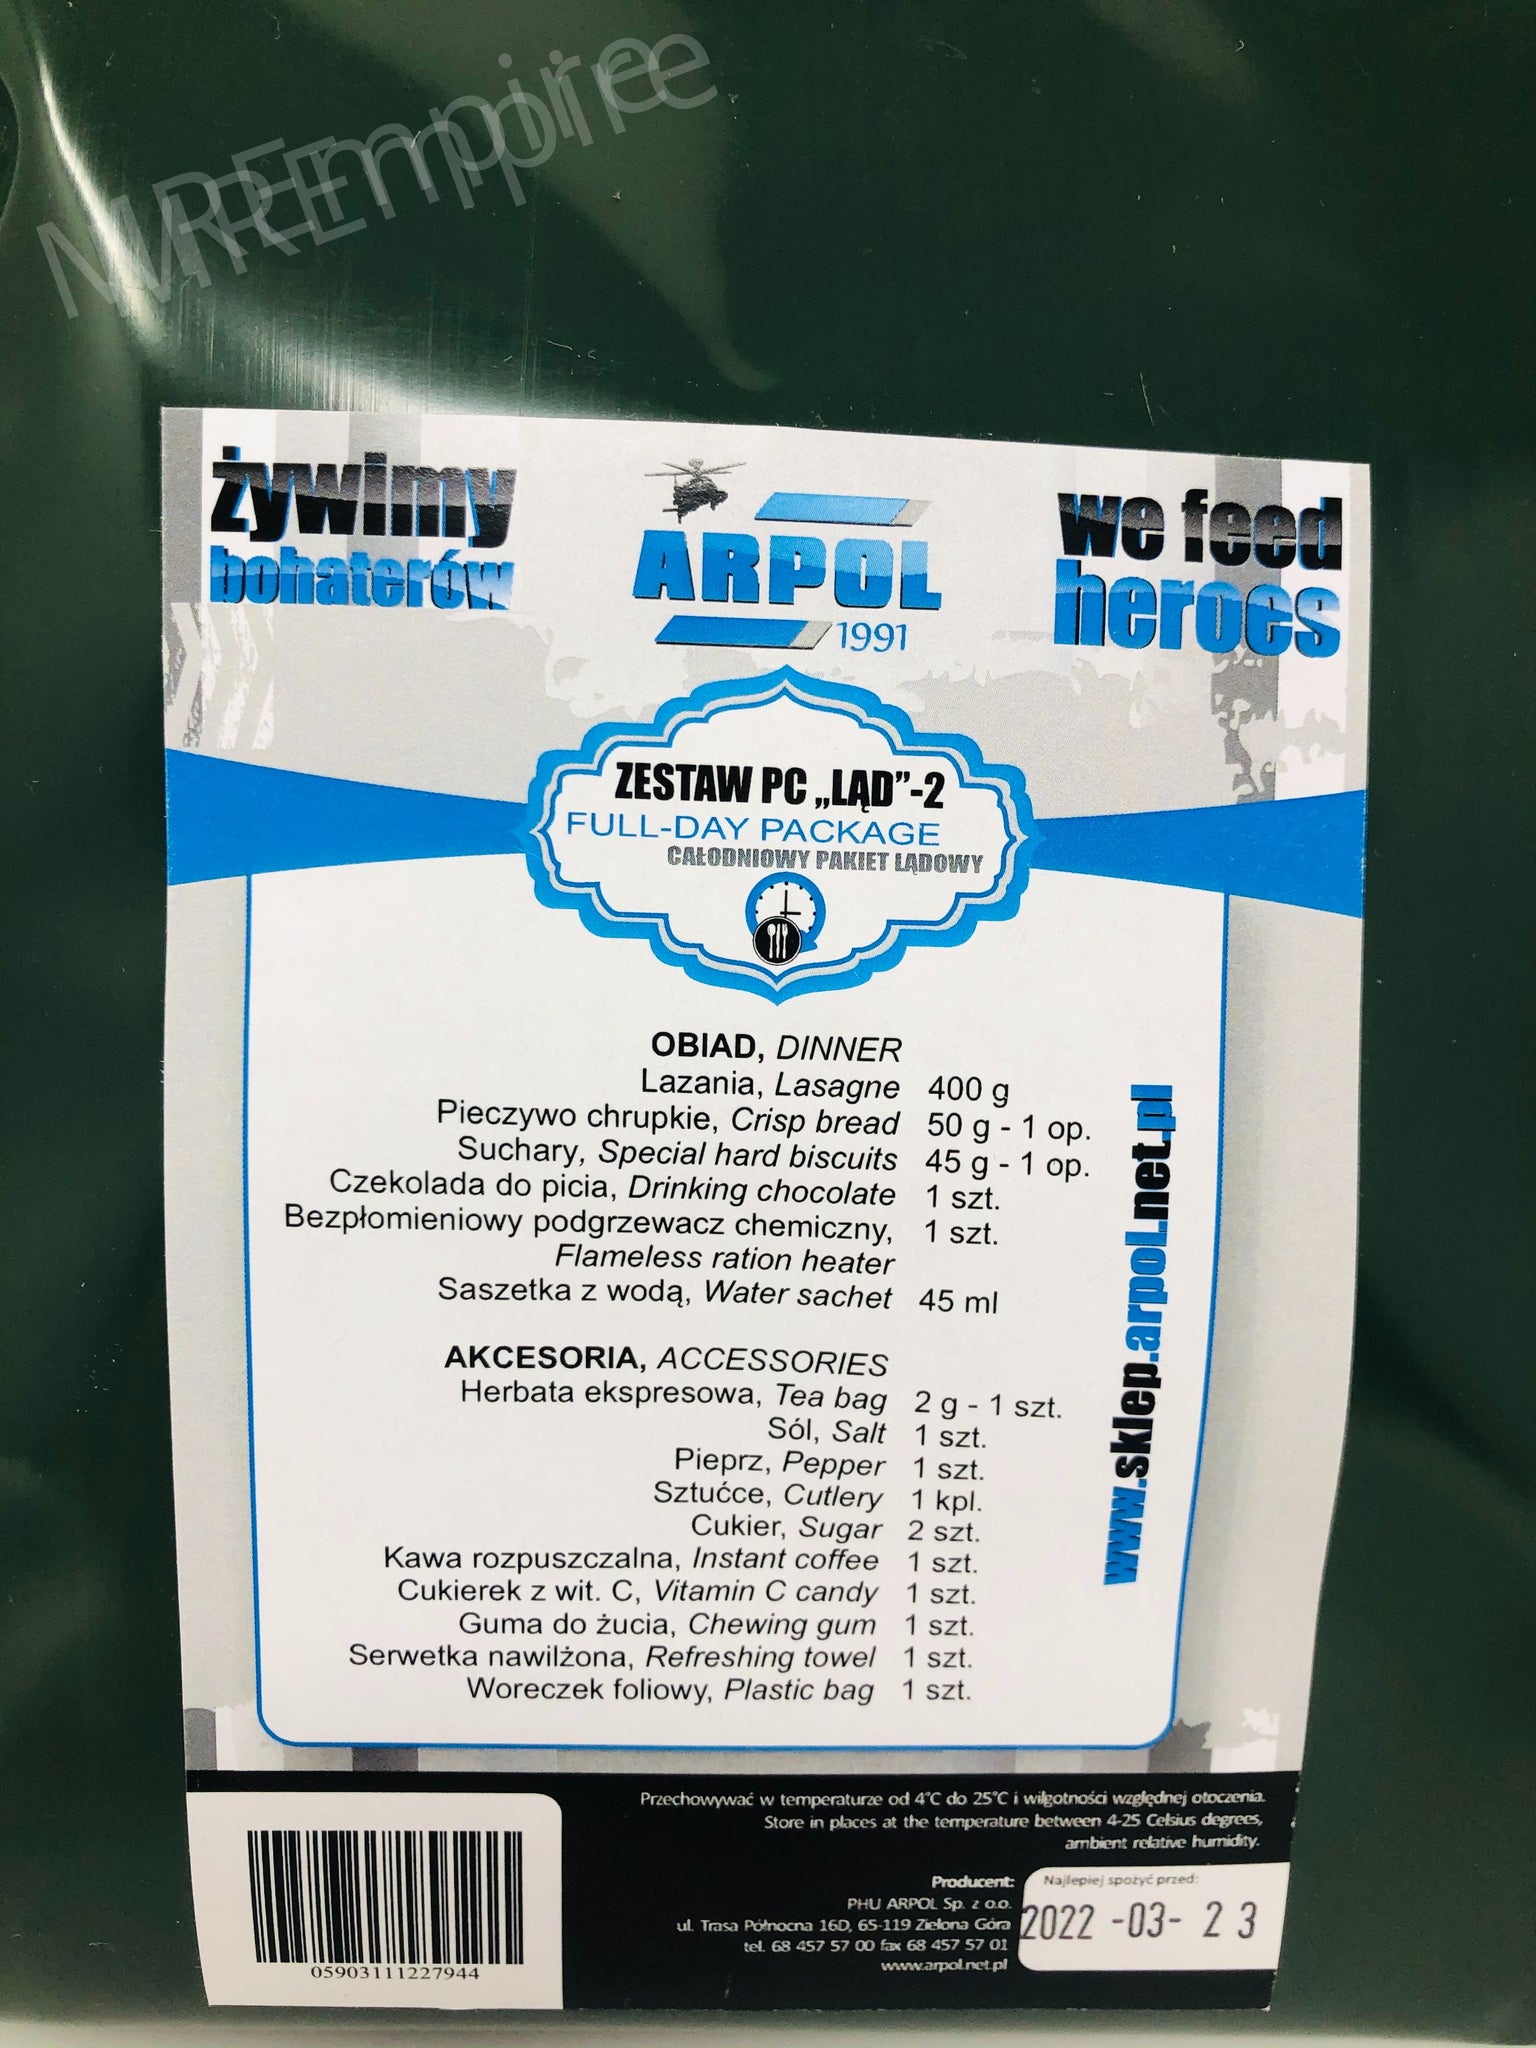 MREEmpire
żywimy
bohaterów
ARPOL
1991
we feed
heroes
ZESTAW PC „LĄD”-2
FULL-DAY PACKAGE
CAŁODNIOWY PAKIET LĄDOWY
OBIAD, DINNER
Lazania, Lasagne 400 g
Pieczywo chrupkie, Crisp bread 50 g - 1 op.
Suchary, Special hard biscuits 45 g - 1 op.
Czekolada do picia, Drinking chocolate 1 szt.
Bezpłomieniowy podgrzewacz chemiczny, 1 szt.
Flameless ration heater
Saszetka z wodą, Water sachet 45 ml
AKCESORIA, ACCESSORIES
Herbata ekspresowa, Tea bag 2 g - 1 szt.
Sól, Salt 1 szt.
Pieprz, Pepper 1 szt.
Sztućce, Cutlery 1 kpl.
Cukier, Sugar 2 szt.
Kawa rozpuszczalna, Instant coffee 1 szt.
Cukierek z wit. C, Vitamin C candy 1 szt.
Guma do żucia, Chewing gum 1 szt.
Serwetka nawilżona, Refreshing towel 1 szt.
Woreczek foliowy, Plastic bag 1 szt.
www.sklep.arpol.net.pl
Przechowywać w temperaturze od 4°C do 25°C i wilgotności względnej otoczenia.
Store in places at the temperature between 4-25 Celsius degrees,
ambient relative humidity.
Producent:
PHU ARPOL Sp. z o.o.
ul. Trasa Północna 16D, 65-119 Zielona Góra
tel. 68 457 57 00 fax 68 457 57 01
www.arpol.net.pl
Najlepiej spożyć przed:
2022 -03- 23
05903111227944